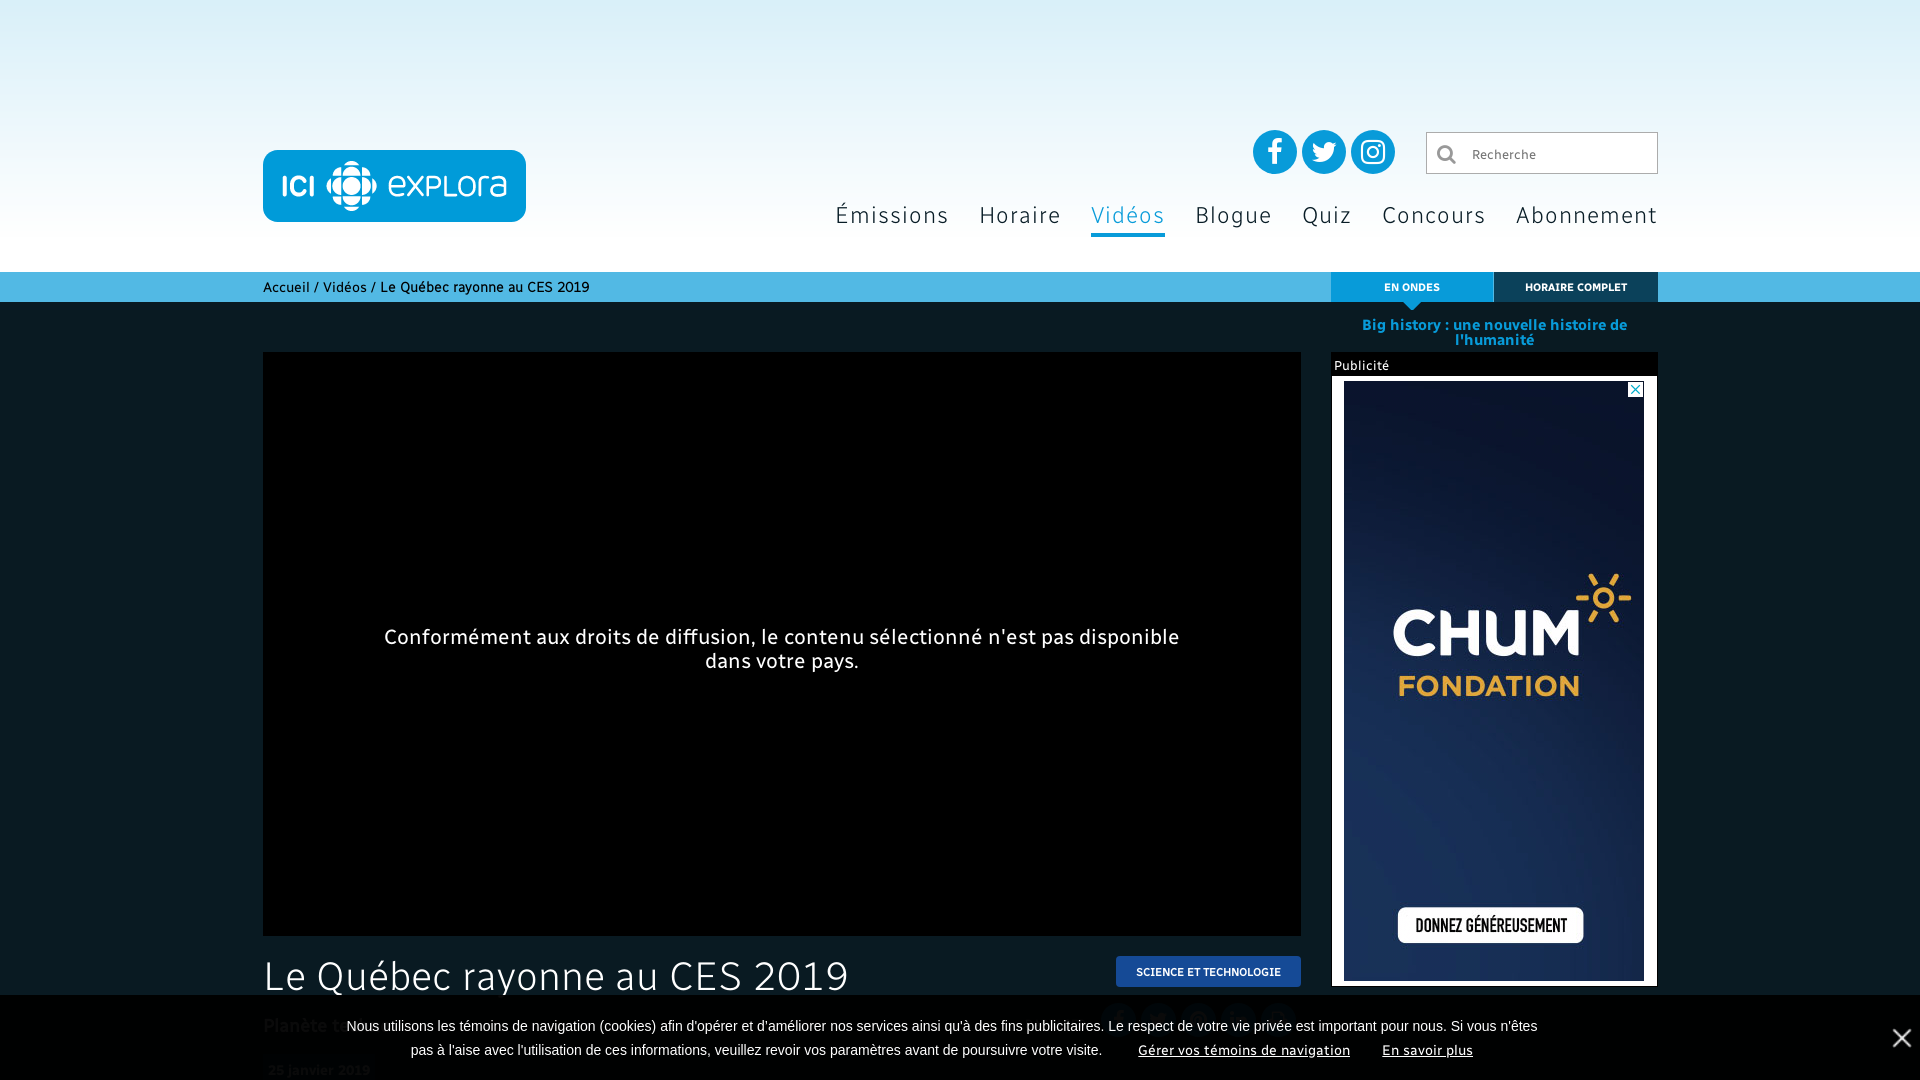 Recherche
ICI explora
Émissions Horaire Vidéos Blogue Quiz Concours Abonnement
Accueil / Vidéos / Le Québec rayonne au CES 2019
EN ONDES
HORAIRE COMPLET
Big history : une nouvelle histoire de
l'humanité
Publicité
Conformément aux droits de diffusion, le contenu sélectionné n'est pas disponible
dans votre pays.
CHUM
FONDATION
DONNEZ GÉNÉREUSEMENT
Le Québec rayonne au CES 2019
SCIENCE ET TECHNOLOGIE
Planète
Nous utilisons les témoins de navigation (cookies) afin d'opérer et d’améliorer nos services ainsi qu'à des fins publicitaires. Le respect de votre vie privée est important pour nous. Si vous n'êtes
pas à l'aise avec l'utilisation de ces informations, veuillez revoir vos paramètres avant de poursuivre votre visite. Gérer vos témoins de navigation En savoir plus
25 janvier 2019